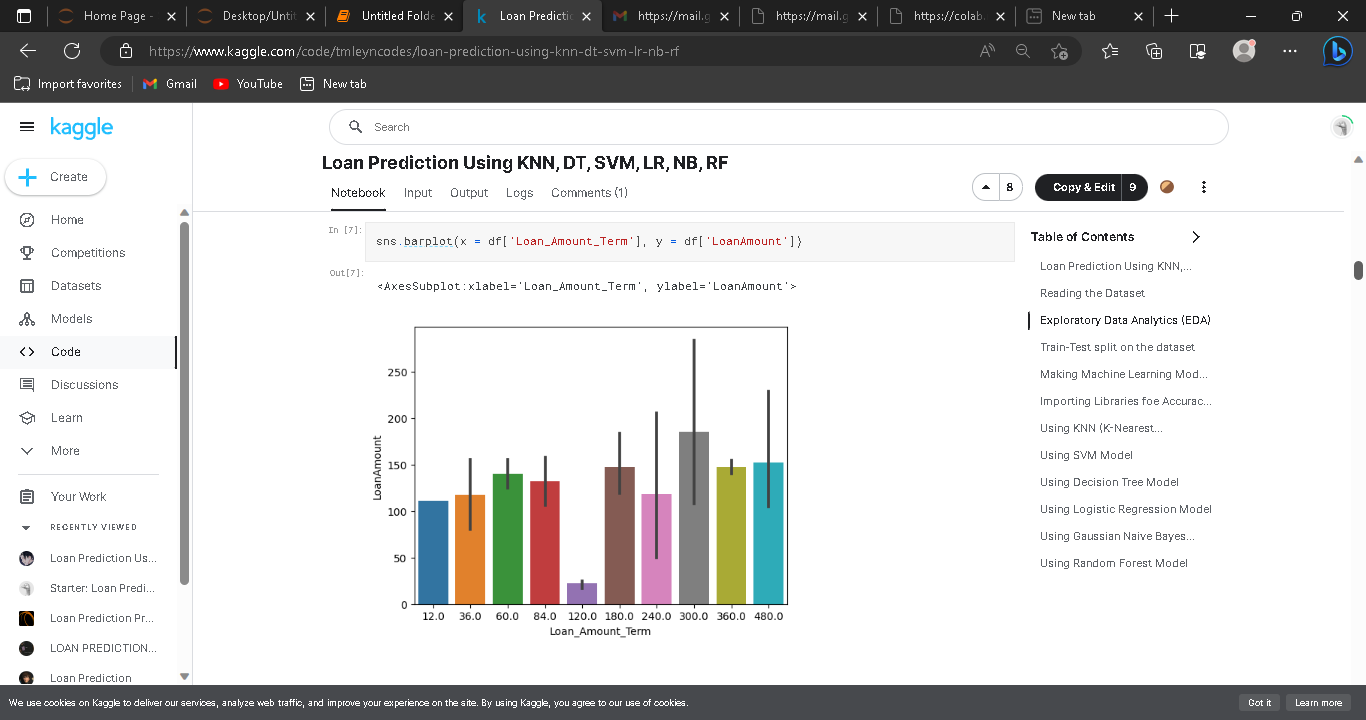 Home Page -
Desktop/Unti
Untitled Folde
Loan Predictio
https://mail.g
https://mail.g
https://colab.
New tab
https://www.kaggle.com/code/tmleyncodes/loan-prediction-using-knn-dt-svm-lr-nb-rf
Import favorites
Gmail
YouTube
New tab
kaggle
Search
Create
Home
Competitions
Datasets
Models
Code
Discussions
Learn
More
Your Work
RECENTLY VIEWED
Loan Prediction Us...
Starter: Loan Predi...
Loan Prediction Pr...
LOAN PREDICTION...
Loan Prediction
Loan Prediction Using KNN, DT, SVM, LR, NB, RF
Notebook Input Output Logs Comments (1)
8
Copy & Edit 9
In [7]:
sns.barplot(x = df['Loan_Amount_Term'], y = df['LoanAmount'])
Out[7]:
<AxesSubplot:xlabel='Loan_Amount_Term', ylabel='LoanAmount'>
LoanAmount
250
200
150
100
50
0
12.0 36.0 60.0 84.0 120.0 180.0 240.0 300.0 360.0 480.0
Loan_Amount_Term
Table of Contents
Loan Prediction Using KNN,...
Reading the Dataset
Exploratory Data Analytics (EDA)
Train-Test split on the dataset
Making Machine Learning Mod...
Importing Libraries foe Accurac...
Using KNN (K-Nearest...
Using SVM Model
Using Decision Tree Model
Using Logistic Regression Model
Using Gaussian Naive Bayes...
Using Random Forest Model
We use cookies on Kaggle to deliver our services, analyze web traffic, and improve your experience on the site. By using Kaggle, you agree to our use of cookies.
Got it
Learn more